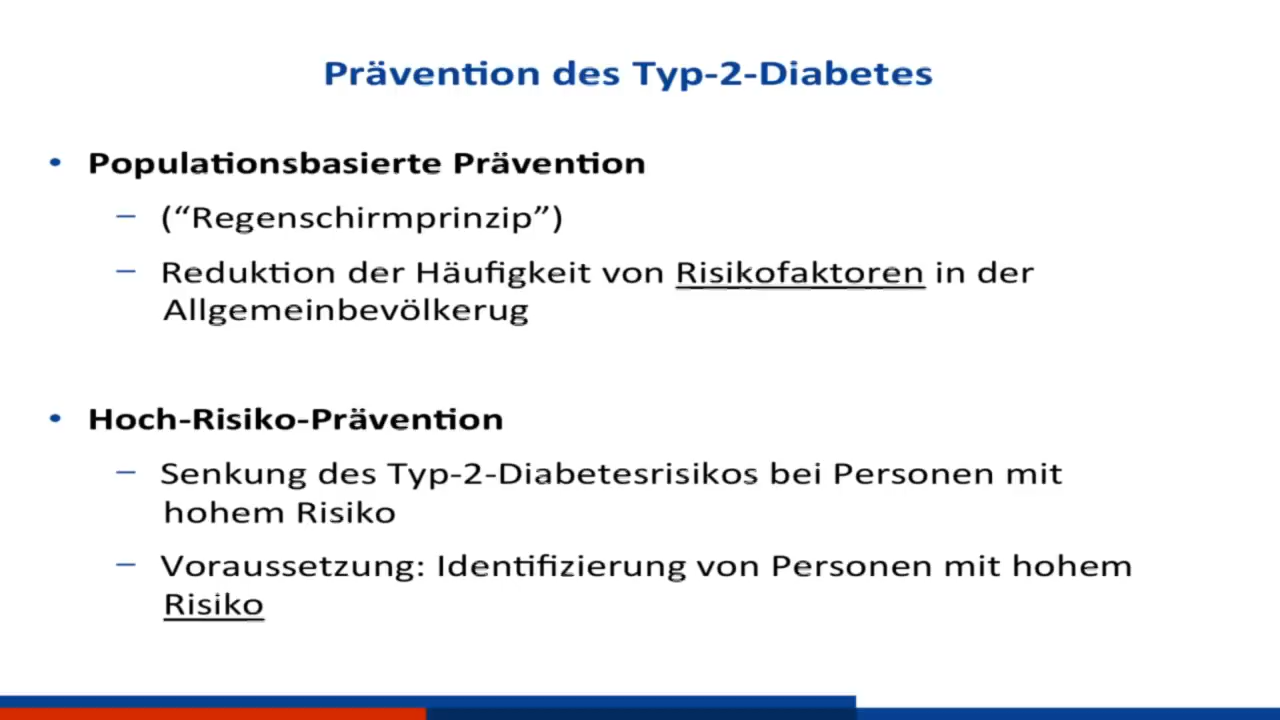 Prävention des Typ-2-Diabetes
• Populationsbasierte Prävention
– (“Regenschirmprinzip”)
– Reduktion der Häufigkeit von Risikofaktoren in der
Allgemeinbevölkerug
• Hoch-Risiko-Prävention
– Senkung des Typ-2-Diabetesrisikos bei Personen mit
hohem Risiko
– Voraussetzung: Identifizierung von Personen mit hohem
Risiko